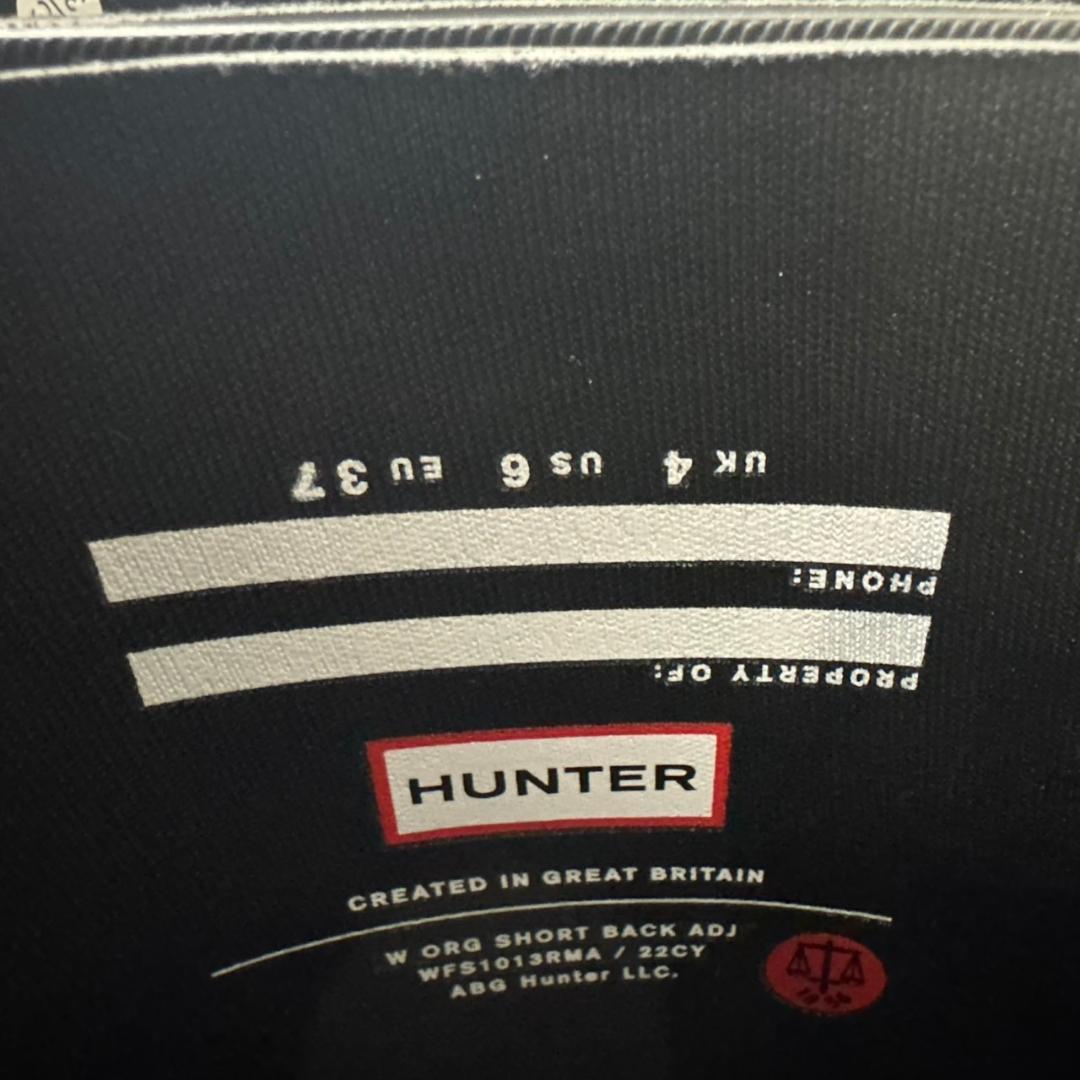 UK 4 US 6 EU 37
PHONE:
PROPERTY OF:
HUNTER
CREATED IN GREAT BRITAIN
W ORG SHORT BACK ADJ
WFS1013RMA / 22CY
ABG Hunter LLC.